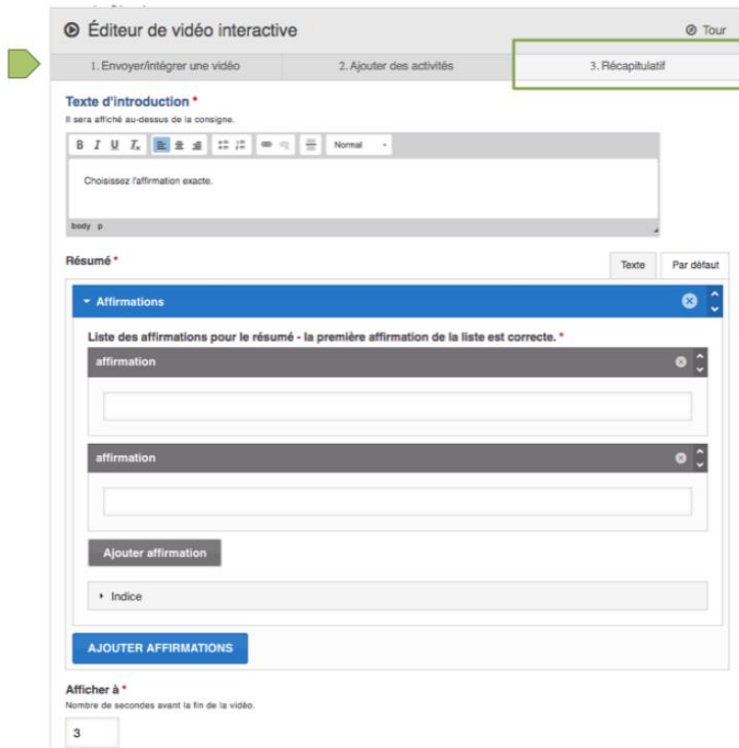 Éditeur de vidéo interactive
Tour
1. Envoyer/intégrer une vidéo
2. Ajouter des activités
3. Récapitulatif
Texte d'introduction *
Il sera affiché au-dessus de la consigne.
B I U Tx
Normal
Choisissez l'affirmation exacte.
body p
Résumé *
Texte
Par défaut
Affirmations
Liste des affirmations pour le résumé - la première affirmation de la liste est correcte. *
affirmation
affirmation
Ajouter affirmation
Indice
AJOUTER AFFIRMATIONS
Afficher à *
Nombre de secondes avant la fin de la vidéo.
3